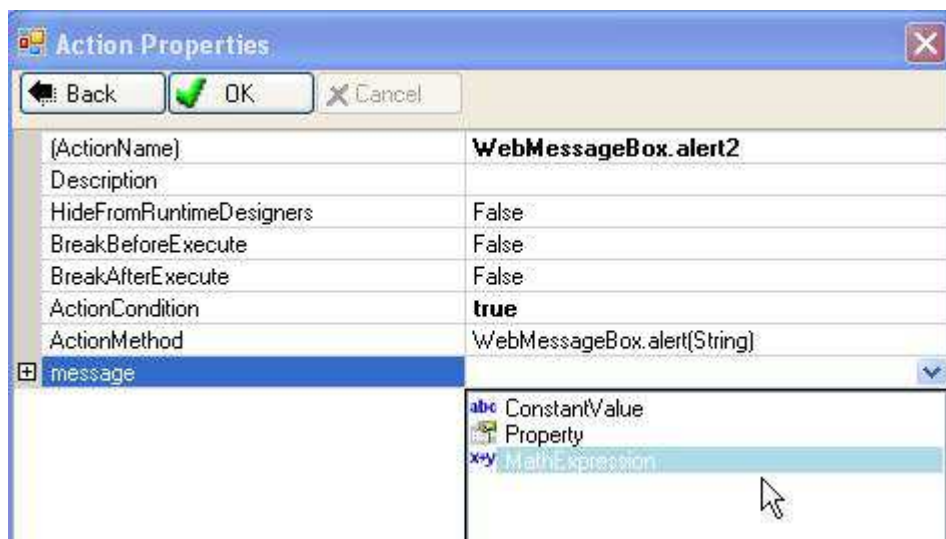 Action Properties
Back OK Cancel
(ActionName) WebMessageBox.alert2
Description
HideFromRuntimeDesigners False
BreakBeforeExecute False
BreakAfterExecute False
ActionCondition true
ActionMethod WebMessageBox.alert(String)
message
abc ConstantValue
Property
x+y MathExpression